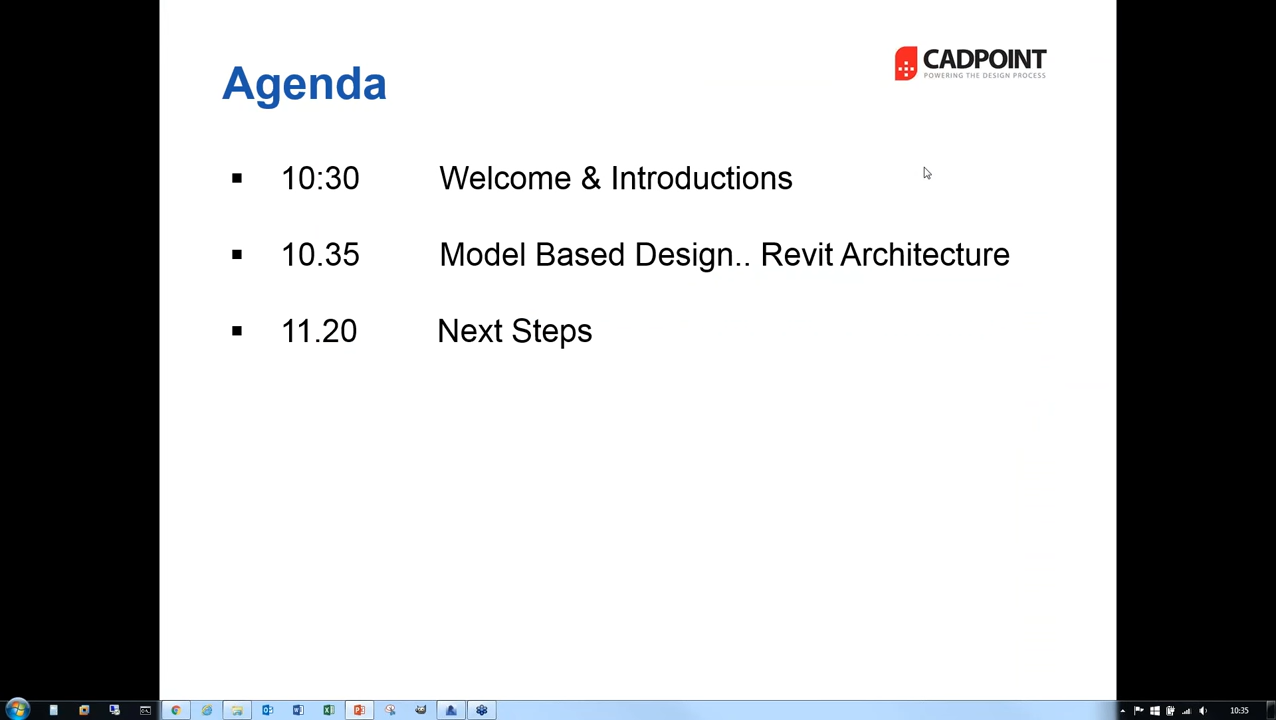 Agenda
CADPOINT
POWERING THE DESIGN PROCESS
▪ 10:30 Welcome & Introductions
▪ 10.35 Model Based Design.. Revit Architecture
▪ 11.20 Next Steps
10:35